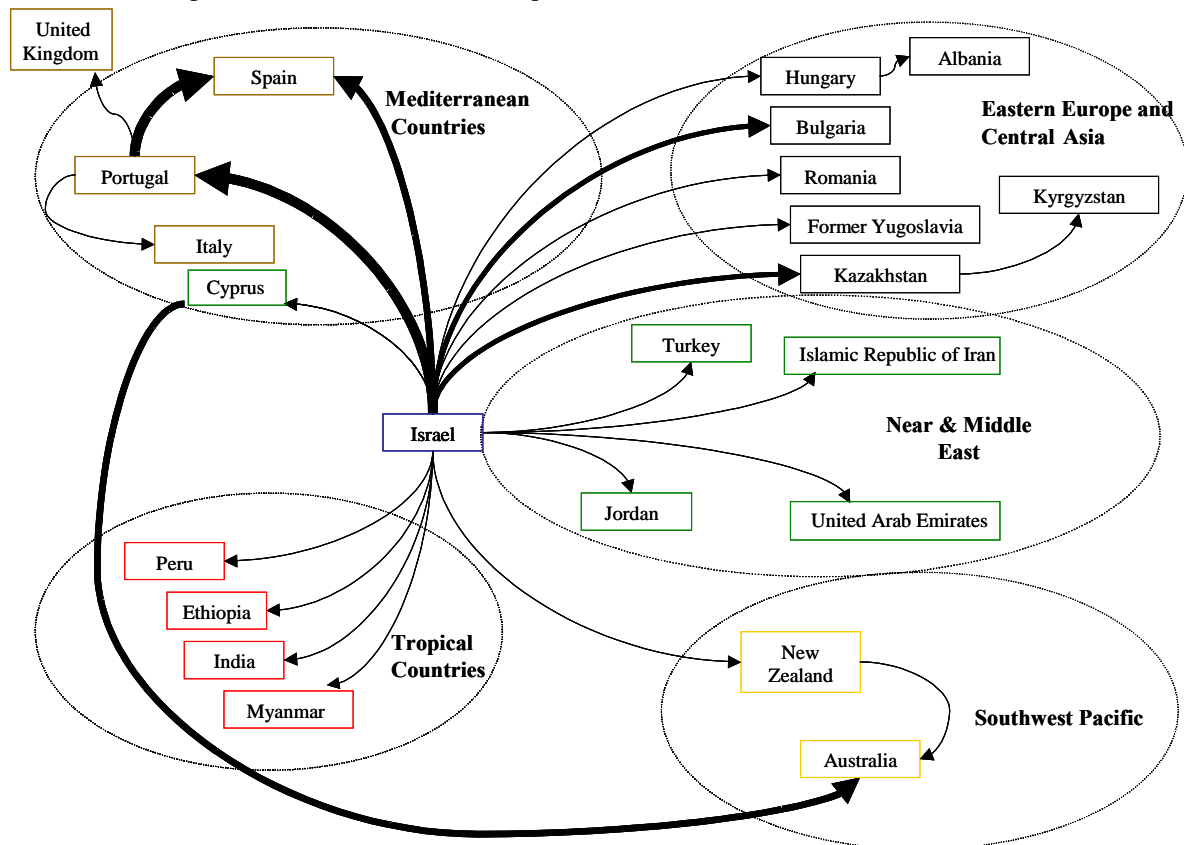 United
Kingdom
Spain
Mediterranean
Countries
Portugal
Italy
Cyprus
Hungary
Albania
Eastern Europe and
Central Asia
Bulgaria
Romania
Kyrgyzstan
Former Yugoslavia
Kazakhstan
Turkey
Islamic Republic of Iran
Israel
Near & Middle
East
Jordan
United Arab Emirates
Peru
Ethiopia
India
Myanmar
Tropical
Countries
New
Zealand
Southwest Pacific
Australia